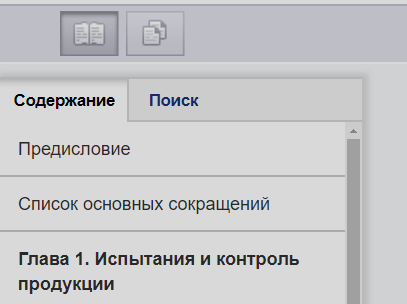 Содержание Поиск
Предисловие
Список основных сокращений
Глава 1. Испытания и контроль
продукции